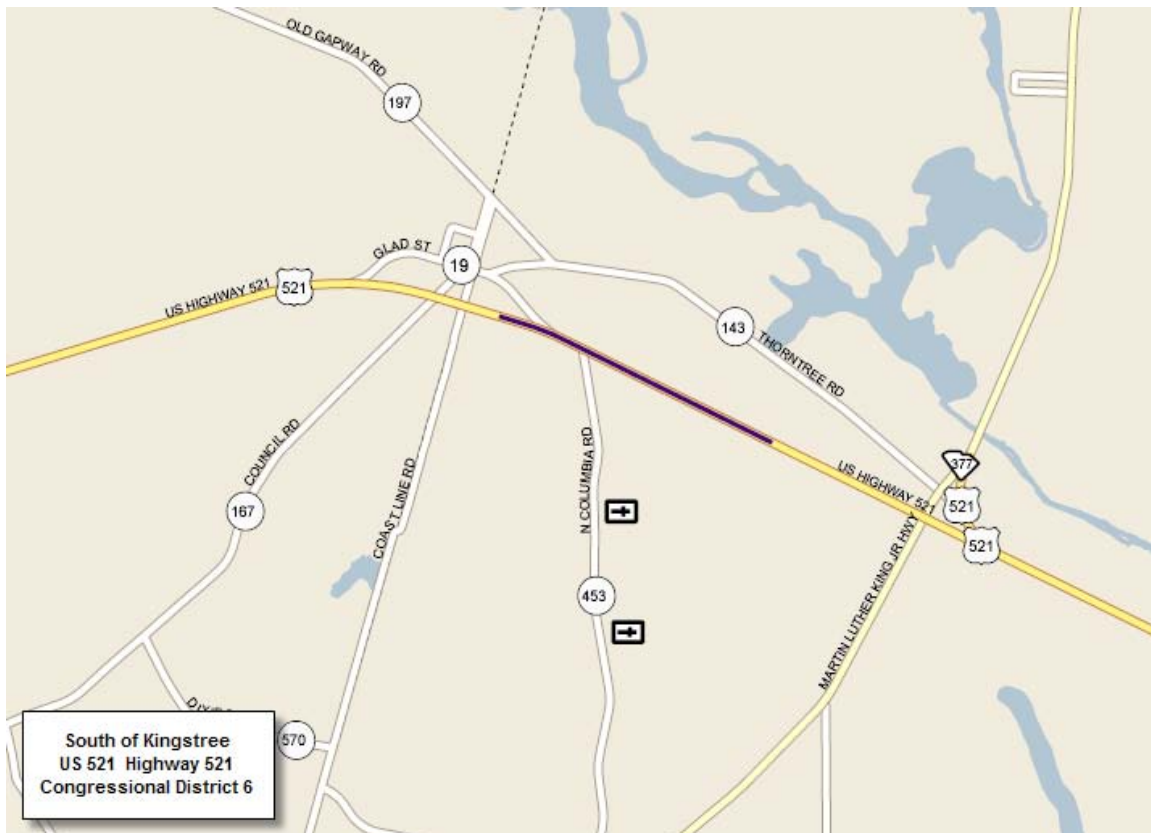 OLD GAPWAY RD
197
GLAD ST
19
US HIGHWAY 521
521
143
THORNTREE RD
COUNCIL RD
COAST LINE RD
N COLUMBIA RD
US HIGHWAY 521
377
521
521
167
453
MARTIN LUTHER KING JR HWY
570
South of Kingstree
US 521 Highway 521
Congressional District 6